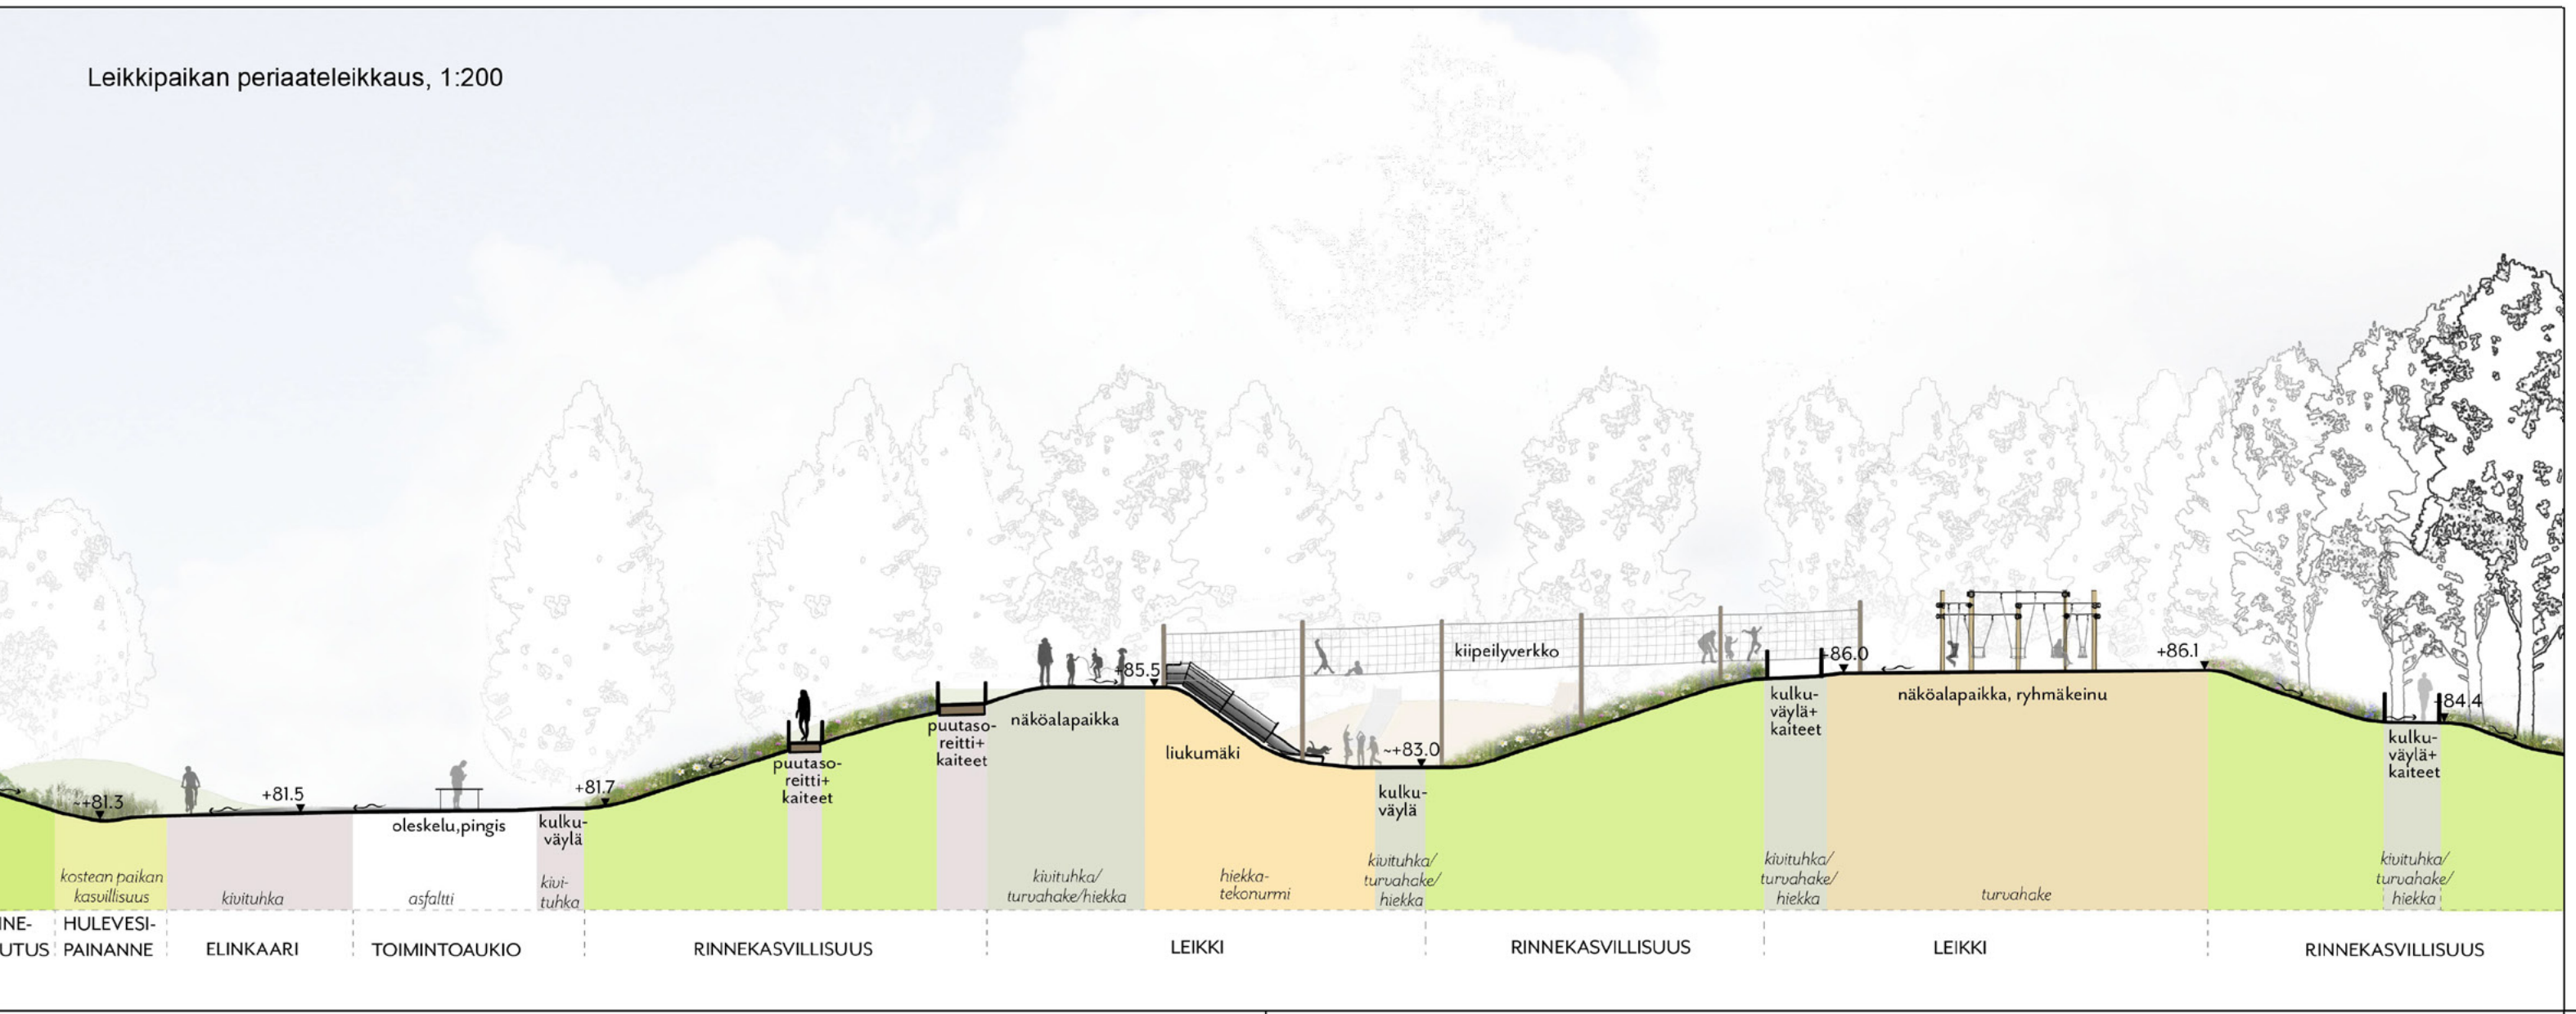 Leikkipaikan periaateleikkaus, 1:200
kiipeilyverkko
+86.0
+86.1
+85.5
näköalapaikka, ryhmäkeinu
84.4
kulku-
väylä+
kaiteet
näköalapaikka
puutaso-
reitti+
kaiteet
liukumäki
~+83.0
kulku-
väylä+
kaiteet
puutaso-
reitti+
kaiteet
kulku-
väylä
~+81.3
+81.5
+81.7
oleskelu,pingis
kulku-
väylä
kostean paikan
kasvillisuus
kivituhka
asfaltti
kivi-
tuhka
kivituhka/
turvahake/hiekka
hiekka-
tekonurmi
kivituhka/
turvahake/
hiekka
kivituhka/
turvahake/
hiekka
turvahake
kivituhka/
turvahake/
hiekka
INE-
UTUS
HULEVESI-
PAINANNE
ELINKAARI
TOIMINTOAUKIO
RINNEKASVILLISUUS
LEIKKI
RINNEKASVILLISUUS
LEIKKI
RINNEKASVILLISUUS